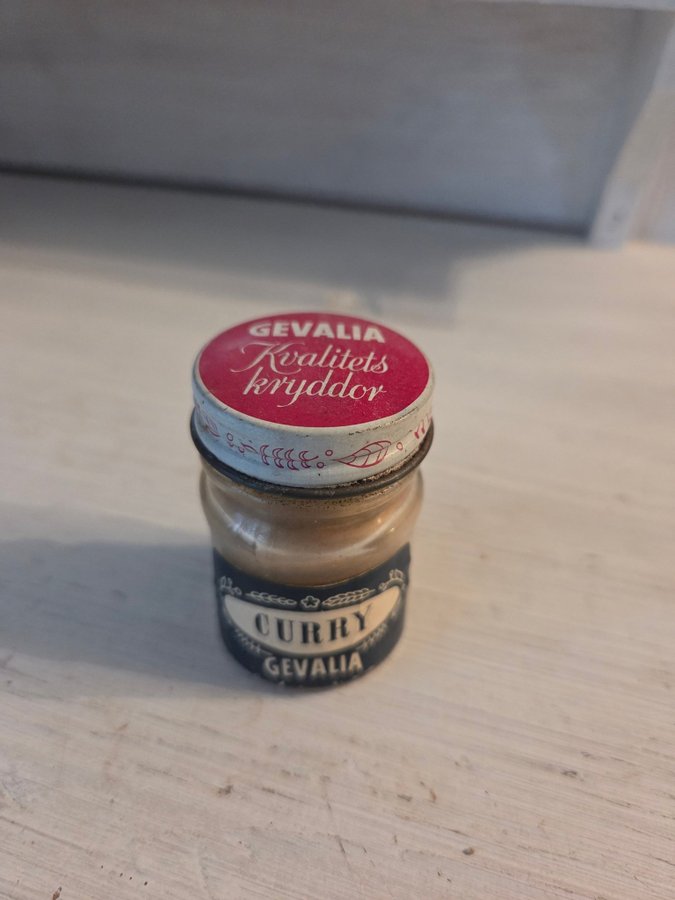 GEVALIA
Kvalitets
kryddor
CURRY
GEVALIA